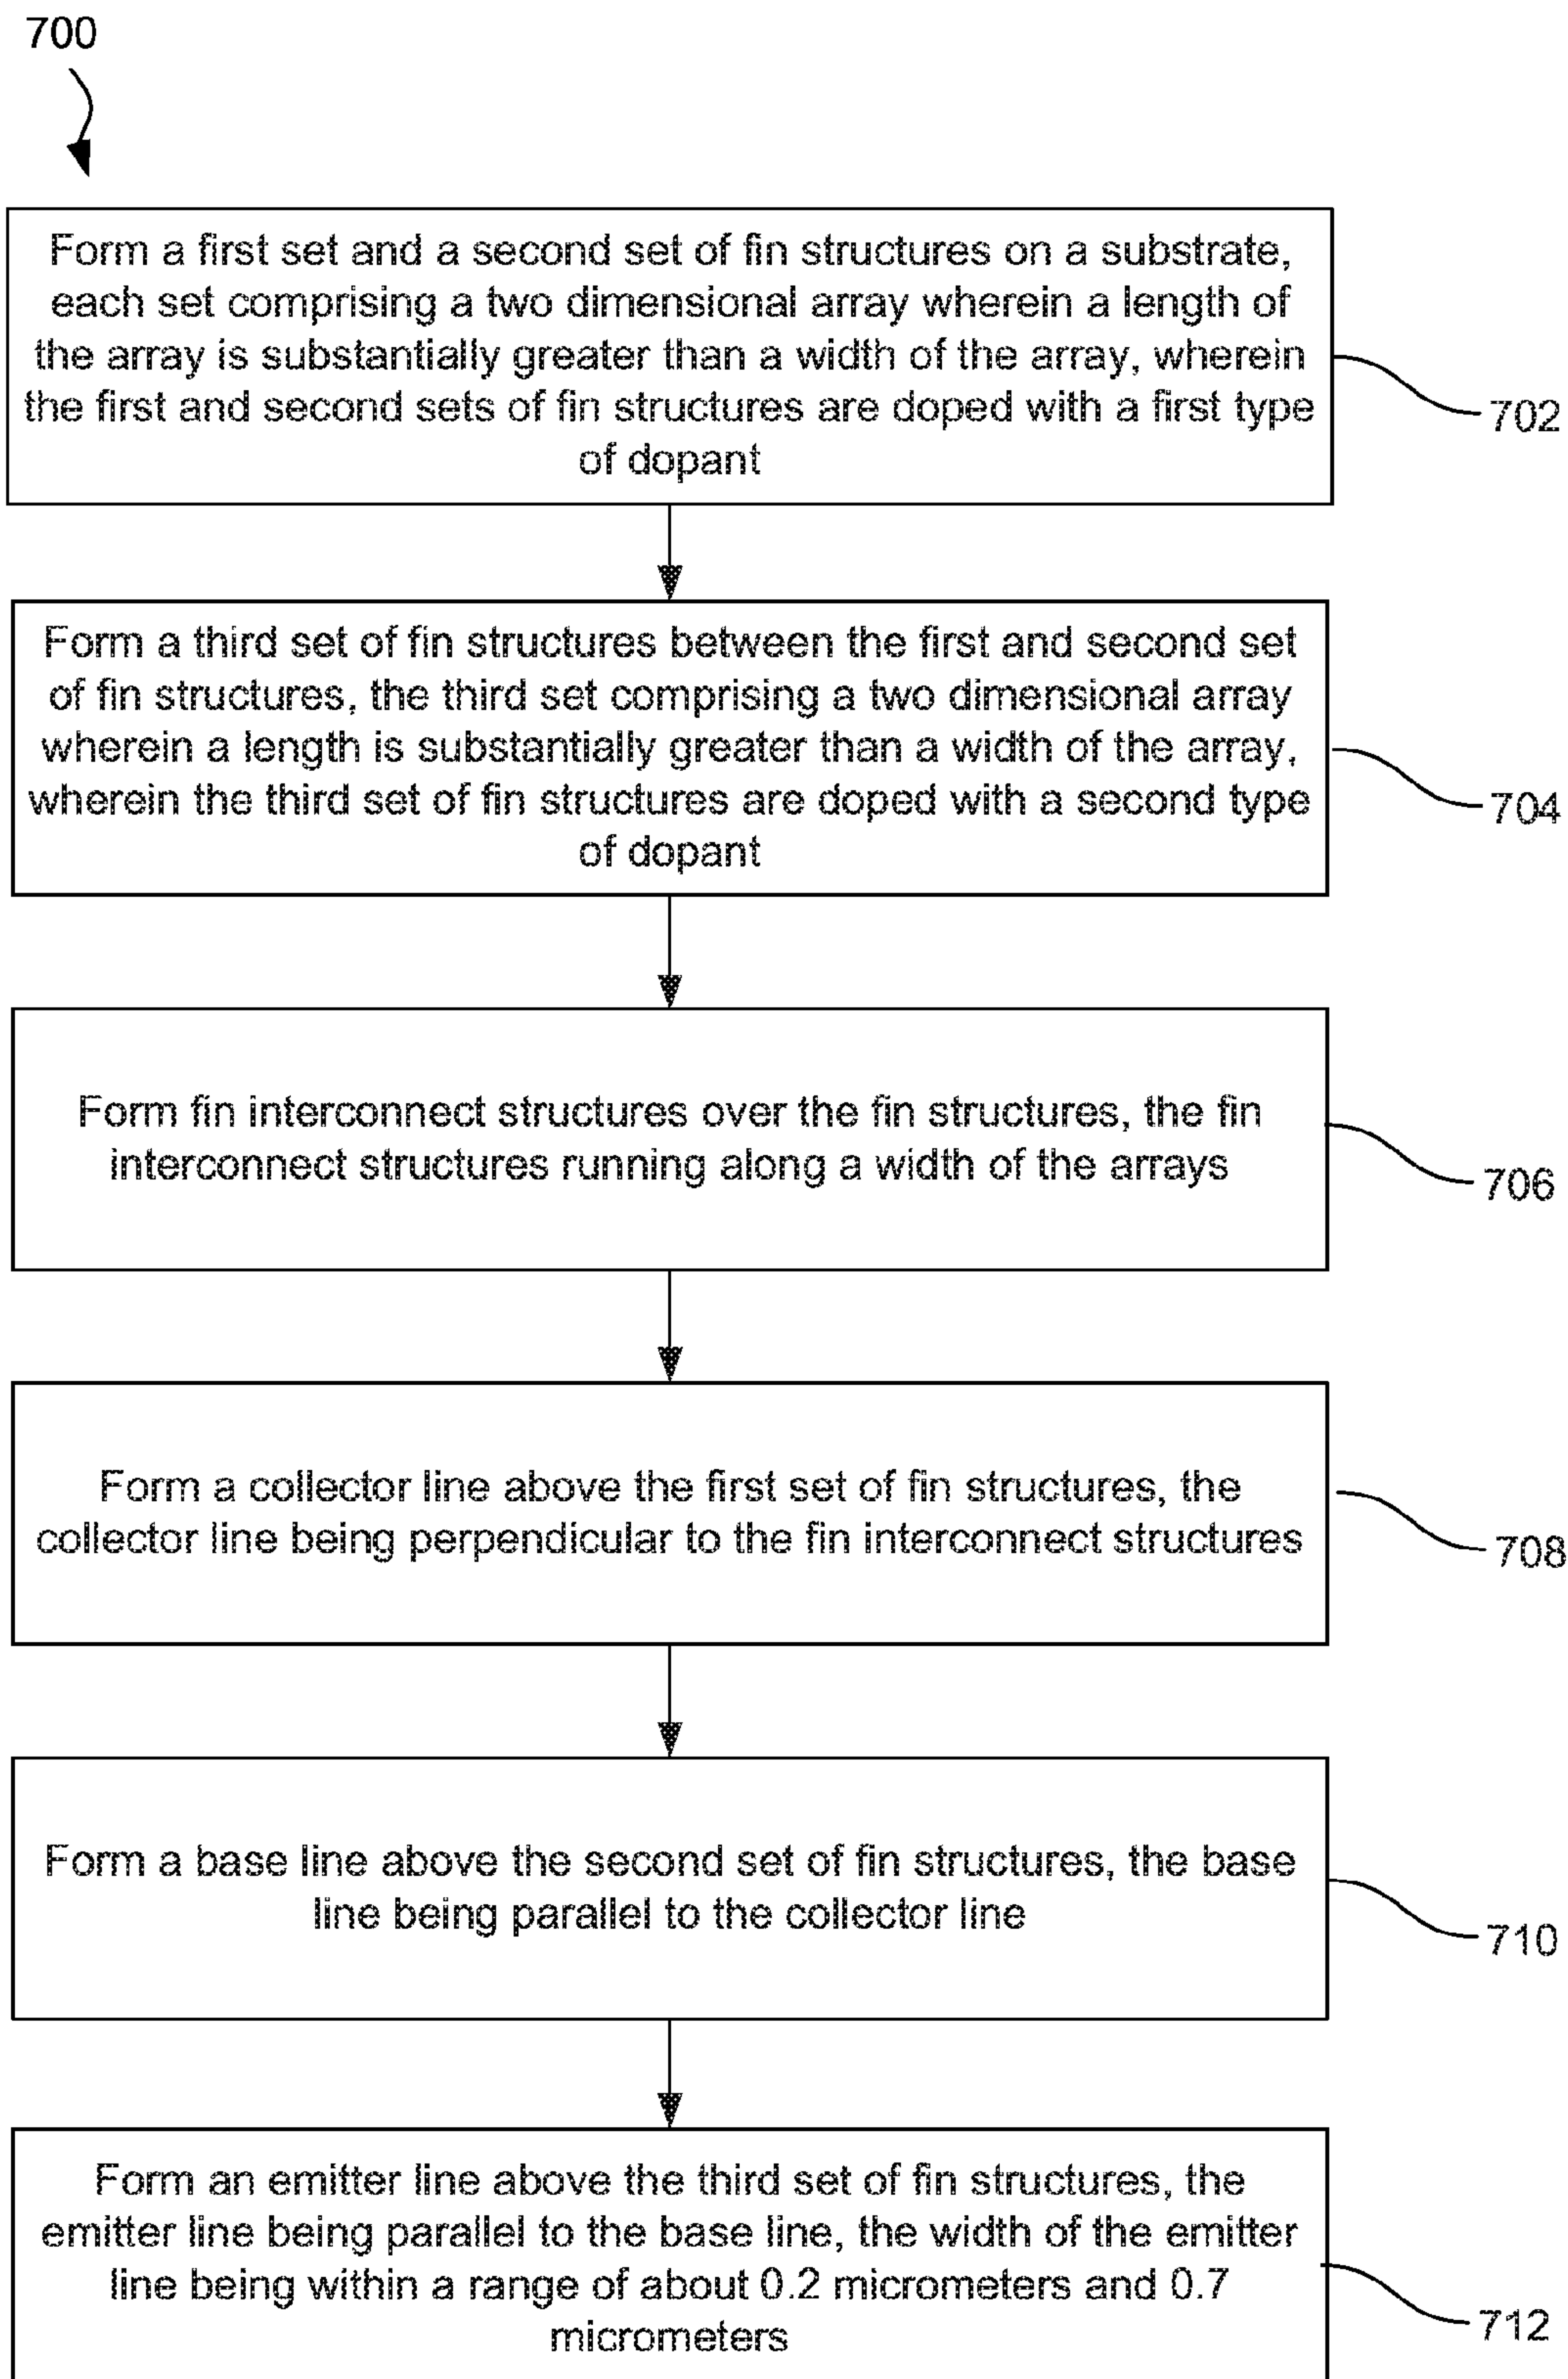 700
Form a first set and a second set of fin structures on a substrate,
each set comprising a two dimensional array wherein a length of
the array is substantially greater than a width of the array, wherein
the first and second sets of fin structures are doped with a first type
of dopant
702
Form a third set of fin structures between the first and second set
of fin structures, the third set comprising a two dimensional array
wherein a length is substantially greater than a width of the array,
wherein the third set of fin structures are doped with a second type
of dopant
704
Form fin interconnect structures over the fin structures, the fin
interconnect structures running along a width of the arrays
706
Form a collector line above the first set of fin structures, the
collector line being perpendicular to the fin interconnect structures
708
Form a base line above the second set of fin structures, the base
line being parallel to the collector line
710
Form an emitter line above the third set of fin structures, the
emitter line being parallel to the base line, the width of the emitter
line being within a range of about 0.2 micrometers and 0.7
micrometers
712